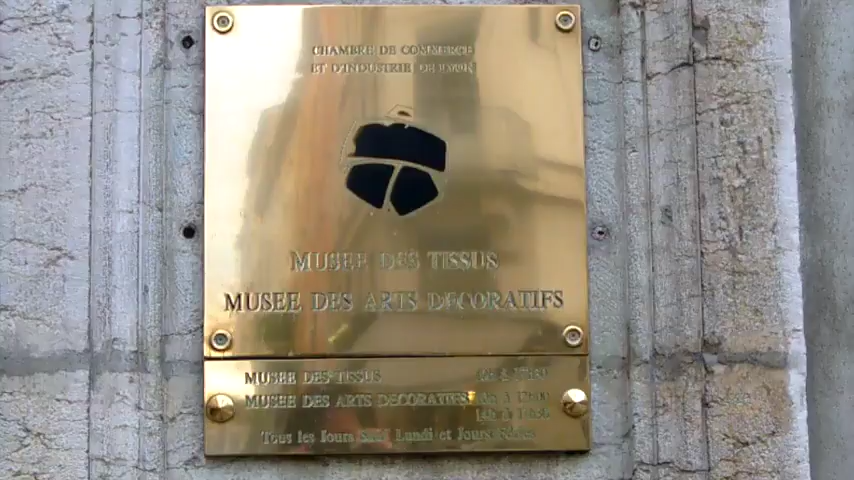 CHAMBRE DE COMMERCE
ET D'INDUSTRIE DE LYON
MUSEE DES TISSUS
MUSEE DES ARTS DECORATIFS
MUSEE DES TISSUS
MUSEE DES ARTS DECORATIFS
Tous les Jours Sauf Lundi et Jours Fériés